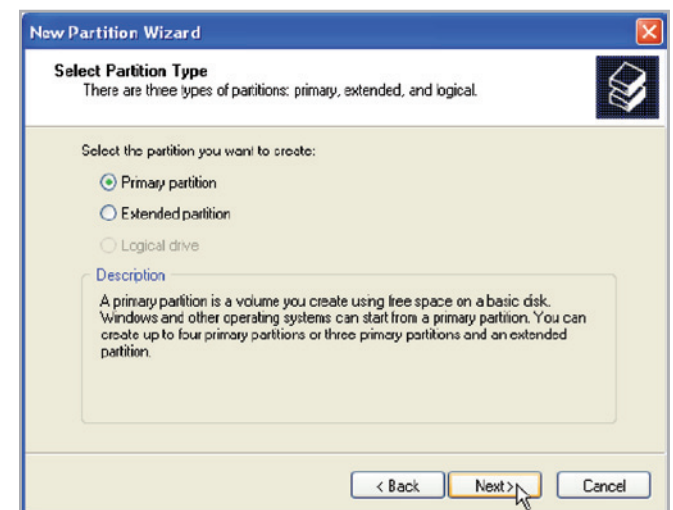 New Partition Wizard
Select Partition Type
There are three types of partitions: primary, extended, and logical.
Select the partition you want to create:
Primary partition
Extended partition
Logical drive
Description
A primary partition is a volume you create using free space on a basic disk.
Windows and other operating systems can start from a primary partition. You can
create up to four primary partitions or three primary partitions and an extended
partition.
< Back
Next >
Cancel